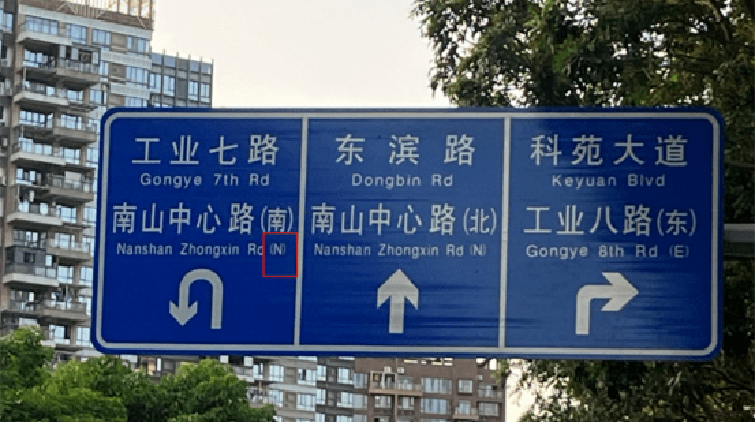 工业七路
Gongye 7th Rd
南山中心路(南)
Nanshan Zhongxin Rd (N)
东滨路
Dongbin Rd
南山中心路(北)
Nanshan Zhongxin Rd (N)
科苑大道
Keyuan Blvd
工业八路(东)
Gongye 8th Rd (E)